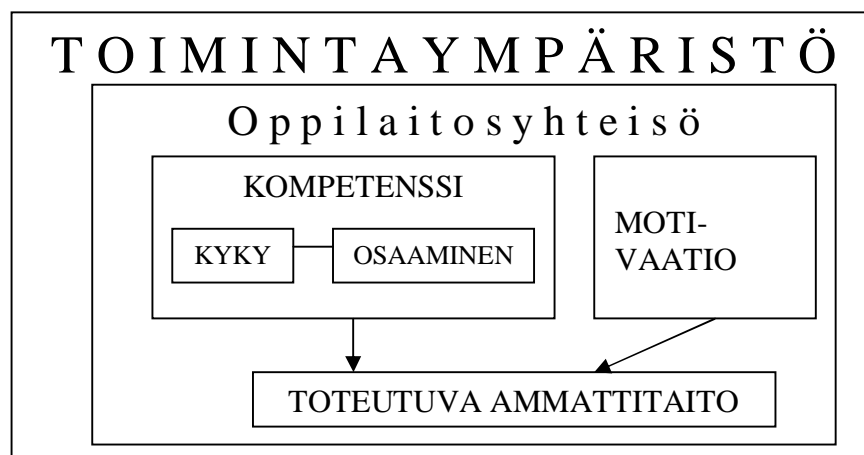 TOIMINTAYMPÄRISTÖ
Oppilaitosyhteisö
KOMPETENSSI
KYKY
OSAAMINEN
MOTI-
VAATIO
TOTEUTUVA AMMATTITAITO